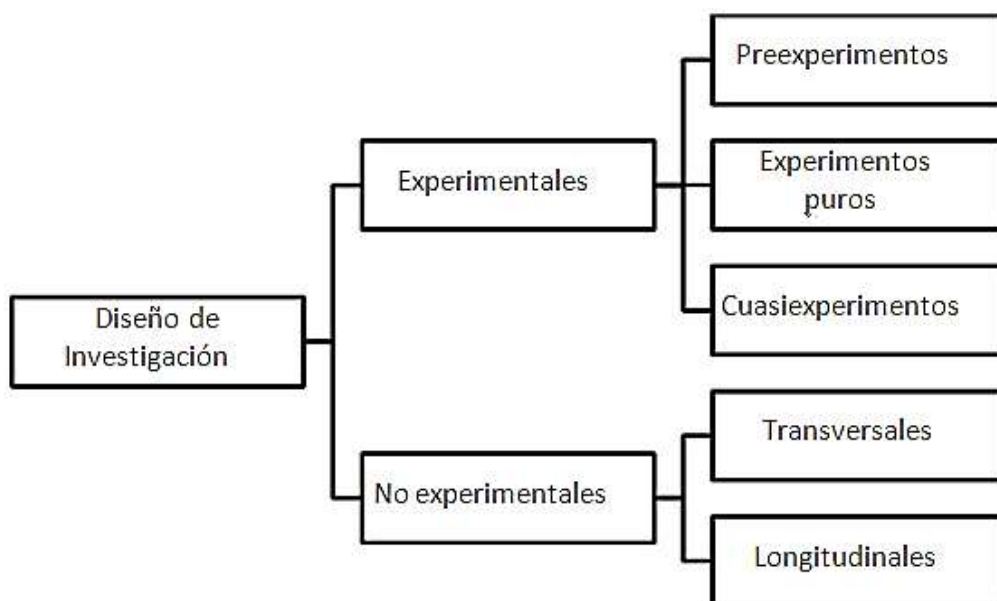 Preexperimentos
Experimentales
Experimentos
puros
Cuasiexperimentos
Diseño de
Investigación
Transversales
No experimentales
Longitudinales